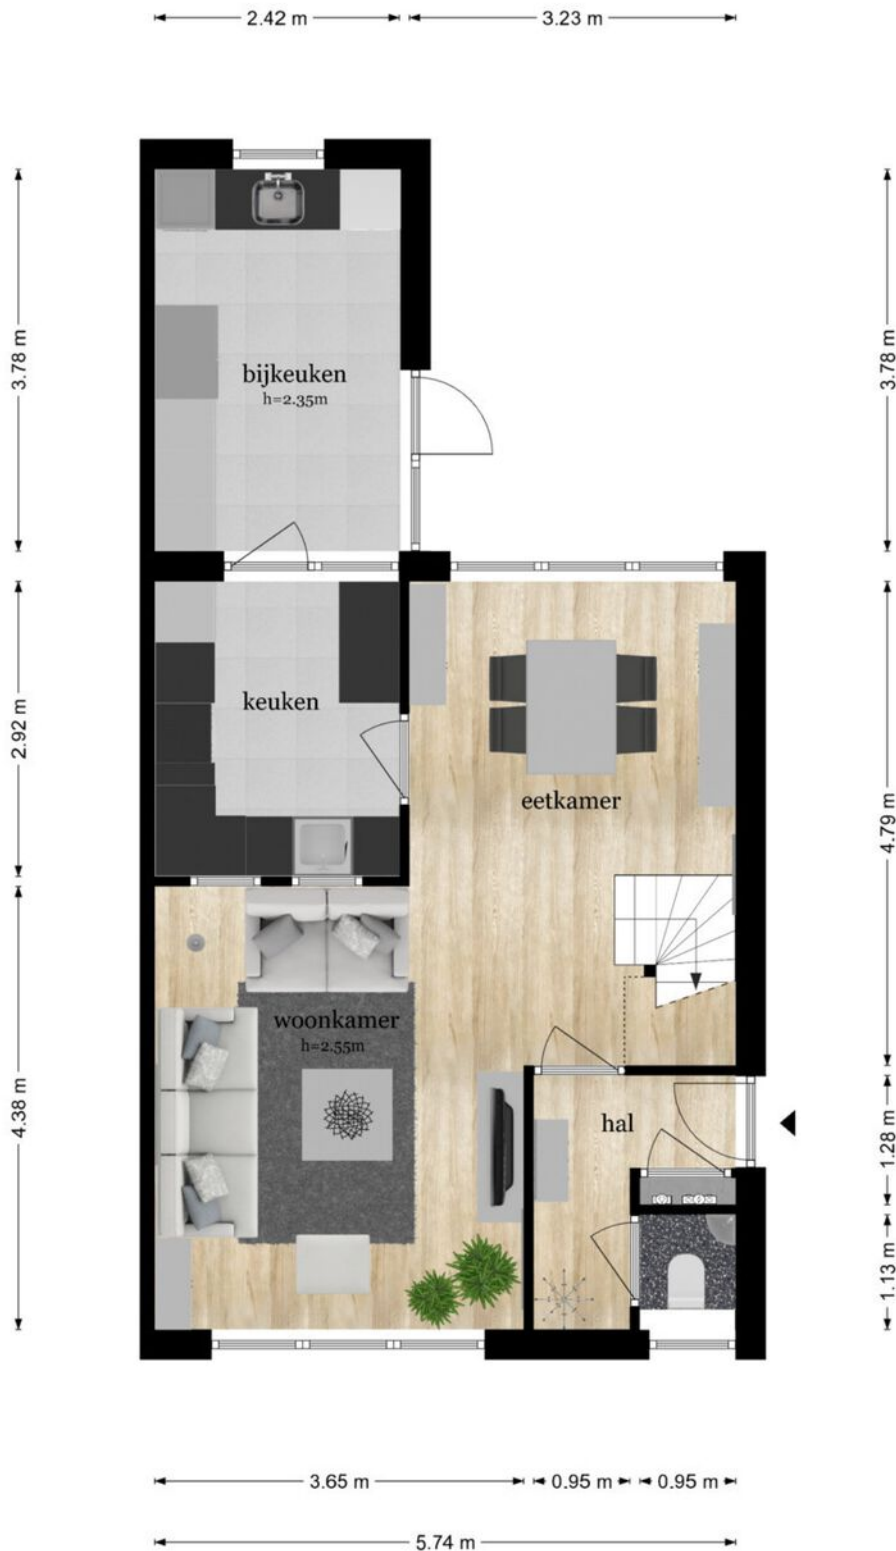 2.42 m
3.23 m
3.78 m
3.78 m
bijkeuken
h=2.35m
2.92 m
keuken
eetkamer
4.79 m
woonkamer
h=2.55m
4.38 m
hal
1.28 m
1.13 m
3.65 m
0.95 m
0.95 m
5.74 m